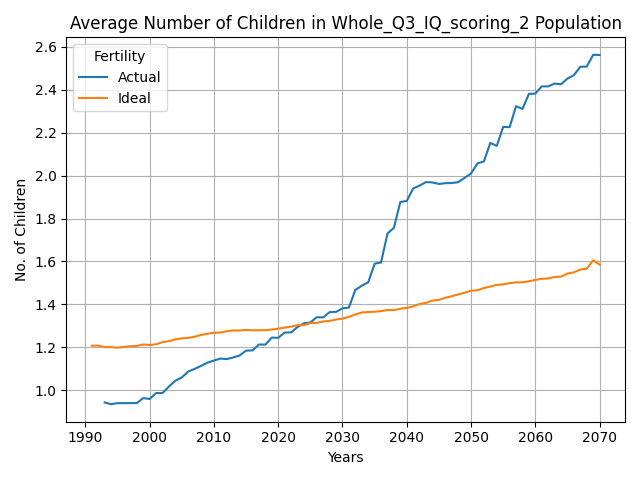 Average Number of Children in Whole_Q3_IQ_scoring_2 Population
Fertility
Actual
Ideal
No. of Children
2.6
2.4
2.2
2.0
1.8
1.6
1.4
1.2
1.0
1990 2000 2010 2020 2030 2040 2050 2060 2070
Years